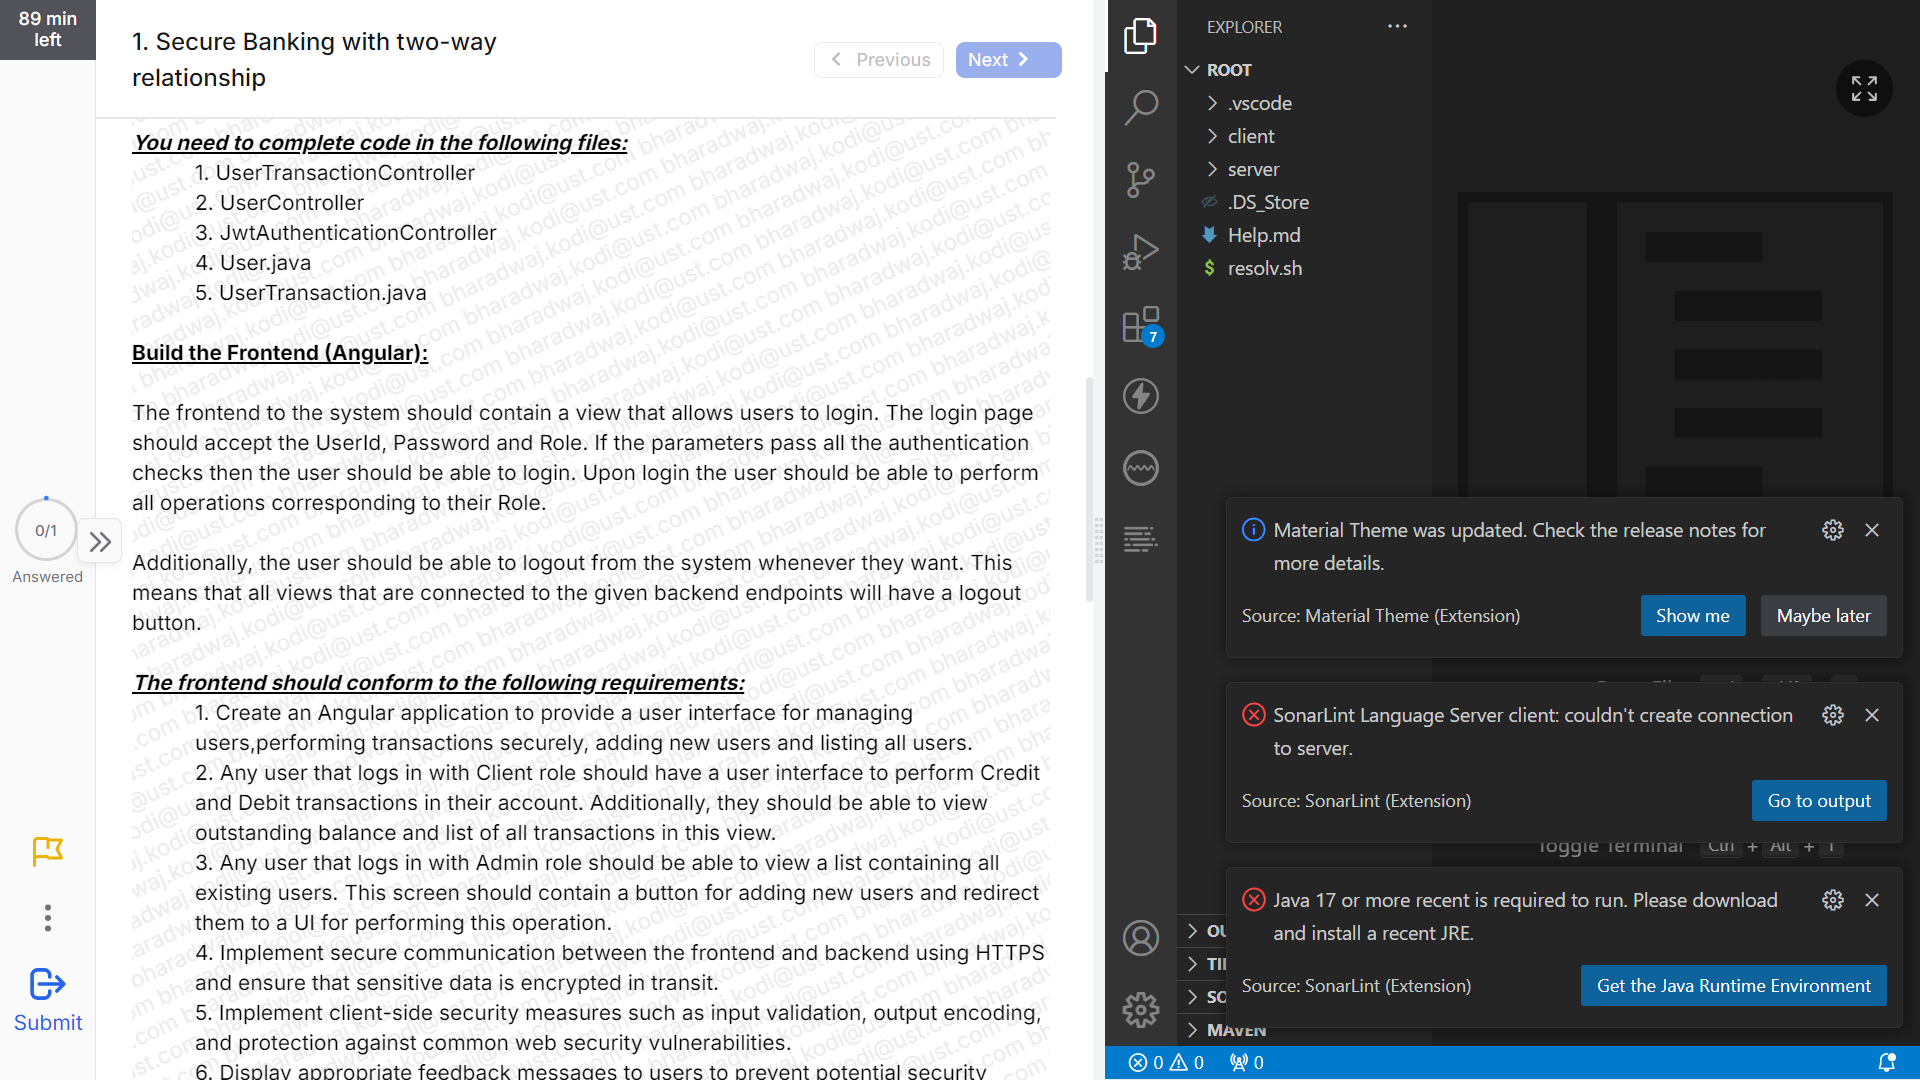 89 min
left
1. Secure Banking with two-way
relationship
Previous
Next
You need to complete code in the following files:
1. UserTransactionController
2. UserController
3. JwtAuthenticationController
4. User.java
5. UserTransaction.java
Build the Frontend (Angular):
The frontend to the system should contain a view that allows users to login. The login page
should accept the UserId, Password and Role. If the parameters pass all the authentication
checks then the user should be able to login. Upon login the user should be able to perform
all operations corresponding to their Role.
Additionally, the user should be able to logout from the system whenever they want. This
means that all views that are connected to the given backend endpoints will have a logout
button.
The frontend should conform to the following requirements:
1. Create an Angular application to provide a user interface for managing
users,performing transactions securely, adding new users and listing all users.
2. Any user that logs in with Client role should have a user interface to perform Credit
and Debit transactions in their account. Additionally, they should be able to view
outstanding balance and list of all transactions in this view.
3. Any user that logs in with Admin role should be able to view a list containing all
existing users. This screen should contain a button for adding new users and redirect
them to a UI for performing this operation.
4. Implement secure communication between the frontend and backend using HTTPS
and ensure that sensitive data is encrypted in transit.
5. Implement client-side security measures such as input validation, output encoding,
and protection against common web security vulnerabilities.
6. Display appropriate feedback messages to users to prevent potential security
0/1
Answered
Submit
EXPLORER
ROOT
.vscode
client
server
.DS_Store
Help.md
$ resolv.sh
7
Material Theme was updated. Check the release notes for
more details.
Source: Material Theme (Extension)
Show me
Maybe later
SonarLint Language Server client: couldn't create connection
to server.
Source: SonarLint (Extension)
Go to output
Toggle Terminal Ctrl + Alt + T
Java 17 or more recent is required to run. Please download
and install a recent JRE.
Source: SonarLint (Extension)
Get the Java Runtime Environment
MAVEN
0 0 0